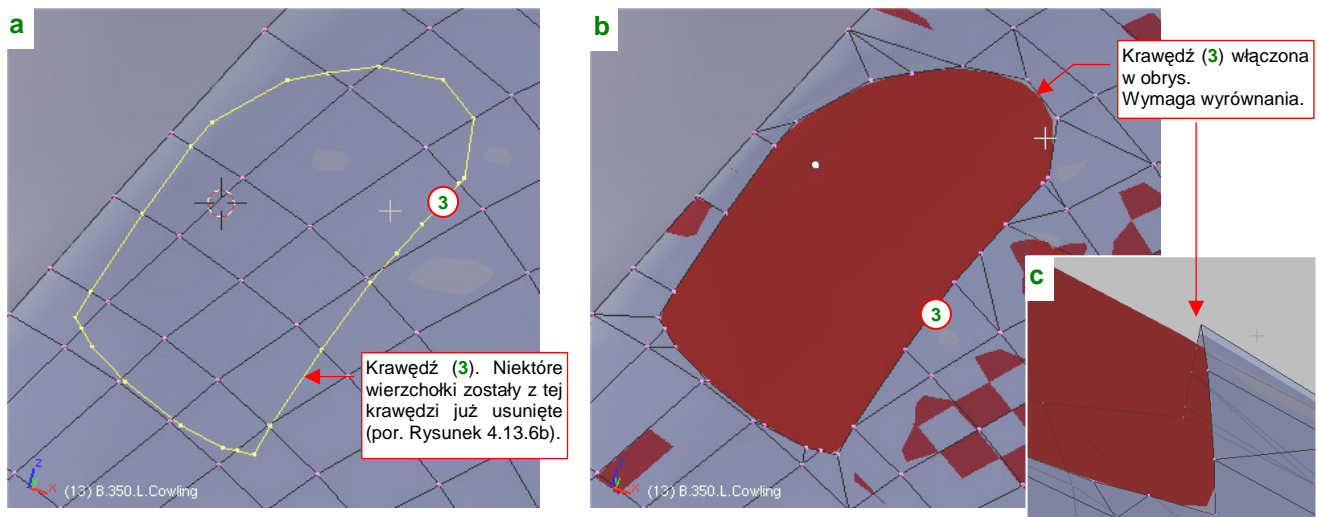 a
3
Krawędź (3). Niektóre
wierzchołki zostały z tej
krawędzi już usunięte
(por. Rysunek 4.13.6b).
z
y
x
(13) B.350.L.Cowling
b
Krawędź (3) włączona
w obrys.
Wymaga wyrównania.
3
z
y
x
(13) B.350.L.Cowling
c